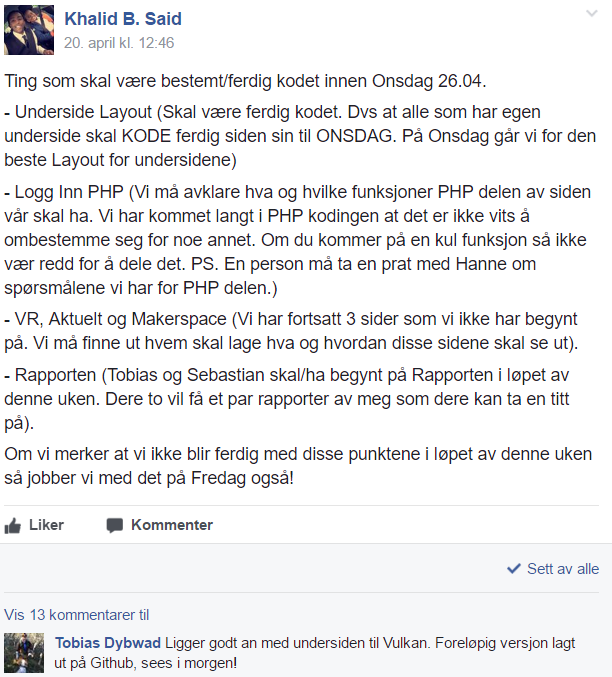 Khalid B. Said
20. april kl. 12:46
Ting som skal være bestemt/ferdig kodet innen Onsdag 26.04.
- Underside Layout (Skal være ferdig kodet. Dvs at alle som har egen
underside skal KODE ferdig siden sin til ONSDAG. På Onsdag går vi for den
beste Layout for undersidene)
- Logg Inn PHP (Vi må avklare hva og hvilke funksjoner PHP delen av siden
vår skal ha. Vi har kommet langt i PHP kodingen at det er ikke vits å
ombestemme seg for noe annet. Om du kommer på en kul funksjon så ikke
vær redd for å dele det. PS. En person må ta en prat med Hanne om
spørsmålene vi har for PHP delen.)
- VR, Aktuelt og Makerspace (Vi har fortsatt 3 sider som vi ikke har begynt
på. Vi må finne ut hvem skal lage hva og hvordan disse sidene skal se ut).
- Rapporten (Tobias og Sebastian skal/ha begynt på Rapporten i løpet av
denne uken. Dere to vil få et par rapporter av meg som dere kan ta en titt
på).
Om vi merker at vi ikke blir ferdig med disse punktene i løpet av denne uken
så jobber vi med det på Fredag også!
Liker Kommenter
Sett av alle
Vis 13 kommentarer til
Tobias Dybwad Ligger godt an med undersiden til Vulkan. Foreløpig versjon lagt
ut på Github, sees i morgen!